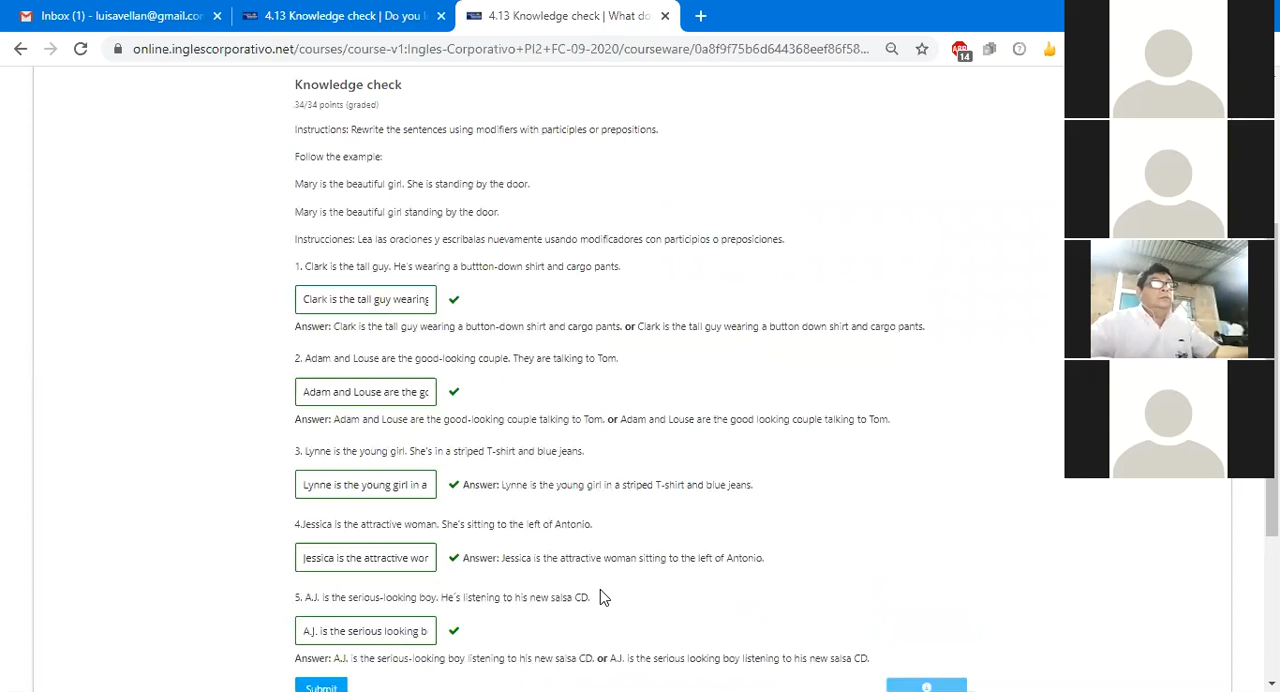 Inbox (1) - luisavellan@gmail.co
4.13 Knowledge check | Do you l
4.13 Knowledge check | What do
online.inglescorporativo.net/courses/course-v1:Ingles-Corporativo+PI2+FC-09-2020/courseware/0a8f9f75b6d644368eef86f58...
ABP
14
Knowledge check
34/34 points (graded)
Instructions: Rewrite the sentences using modifiers with participles or prepositions.
Follow the example:
Mary is the beautiful girl. She is standing by the door.
Mary is the beautiful girl standing by the door.
Instrucciones: Lea las oraciones y escribalas nuevamente usando modificadores con participios o preposiciones.
1. Clark is the tall guy. He's wearing a buttton-down shirt and cargo pants.
Clark is the tall guy wearing
Answer: Clark is the tall guy wearing a button-down shirt and cargo pants. or Clark is the tall guy wearing a button down shirt and cargo pants.
2. Adam and Louse are the good-looking couple. They are talking to Tom.
Adam and Louse are the go
Answer: Adam and Louse are the good-looking couple talking to Tom. or Adam and Louse are the good looking couple talking to Tom.
3. Lynne is the young girl. She's in a striped T-shirt and blue jeans.
Lynne is the young girl in a
Answer: Lynne is the young girl in a striped T-shirt and blue jeans.
4.Jessica is the attractive woman. She's sitting to the left of Antonio.
Jessica is the attractive wor
Answer: Jessica is the attractive woman sitting to the left of Antonio.
5. A.J. is the serious-looking boy. He´s listening to his new salsa CD.
A.J. is the serious looking b
Answer: A.J. is the serious-looking boy listening to his new salsa CD. or A.J. is the serious looking boy listening to his new salsa CD.
Submit